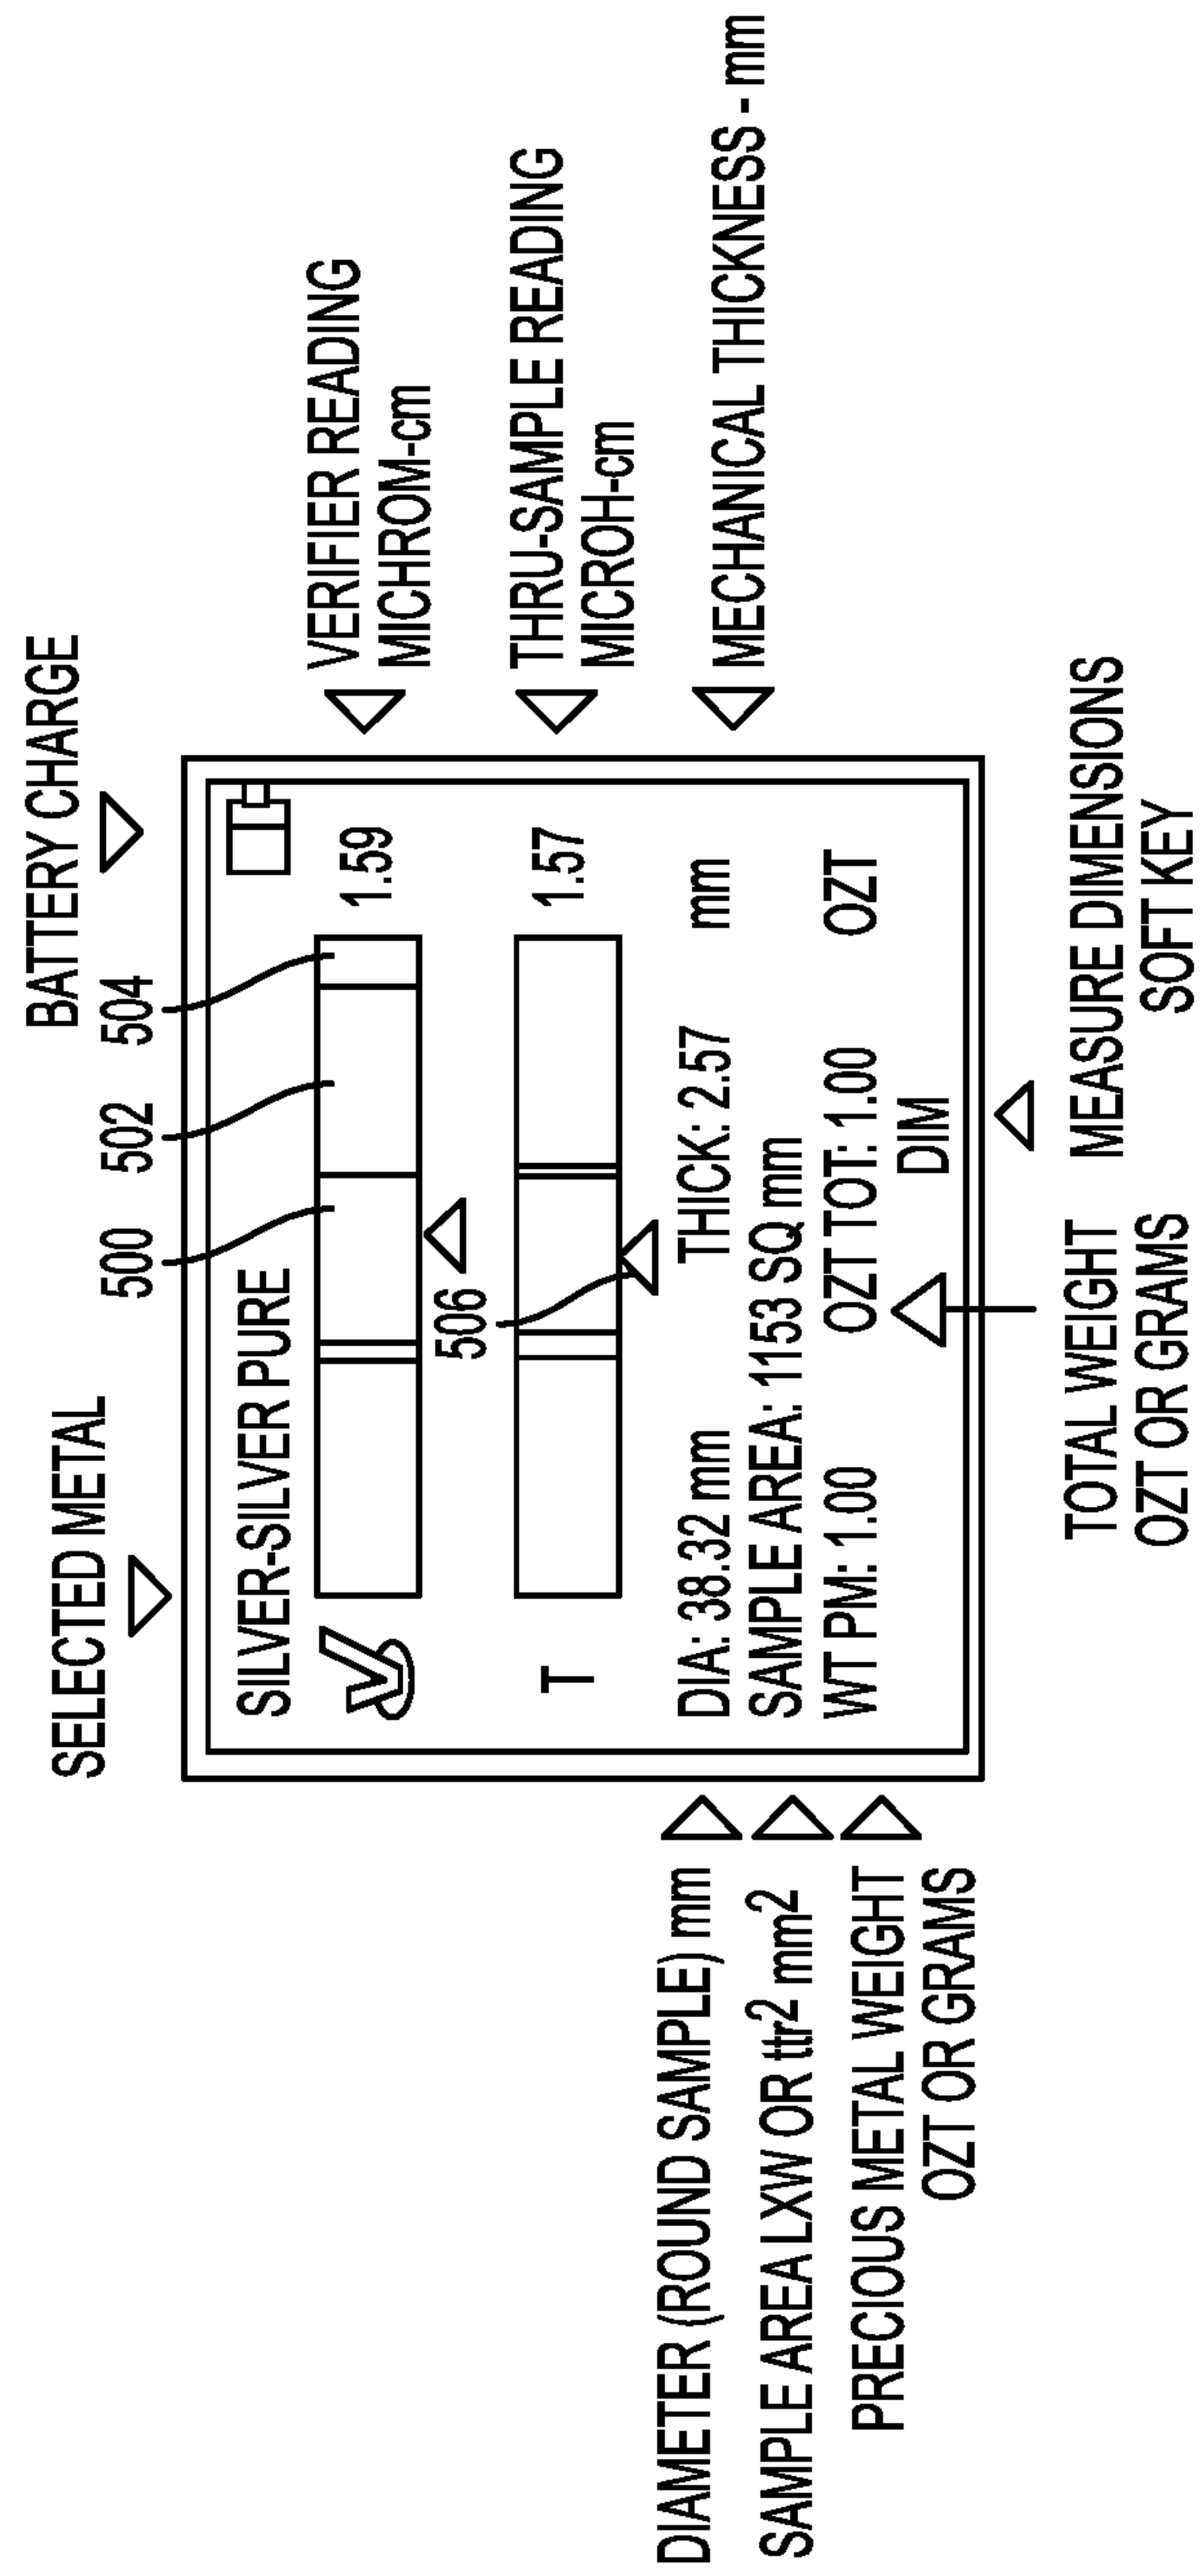 SELECTED METAL
BATTERY CHARGE
500
502
504
SILVER-SILVER PURE
1.59
VERIFIER READING
MICHROM-cm
506
T
1.57
THRU-SAMPLE READING
MICROH-cm
DIAMETER (ROUND SAMPLE) mm
DIA: 38.32 mm THICK: 2.57 mm
MECHANICAL THICKNESS - mm
SAMPLE AREA LXW OR ttr² mm²
SAMPLE AREA: 1153 SQ mm
PRECIOUS METAL WEIGHT
OZT OR GRAMS
WT PM: 1.00 OZT TOT: 1.00 OZT
DIM
TOTAL WEIGHT
OZT OR GRAMS
MEASURE DIMENSIONS
SOFT KEY